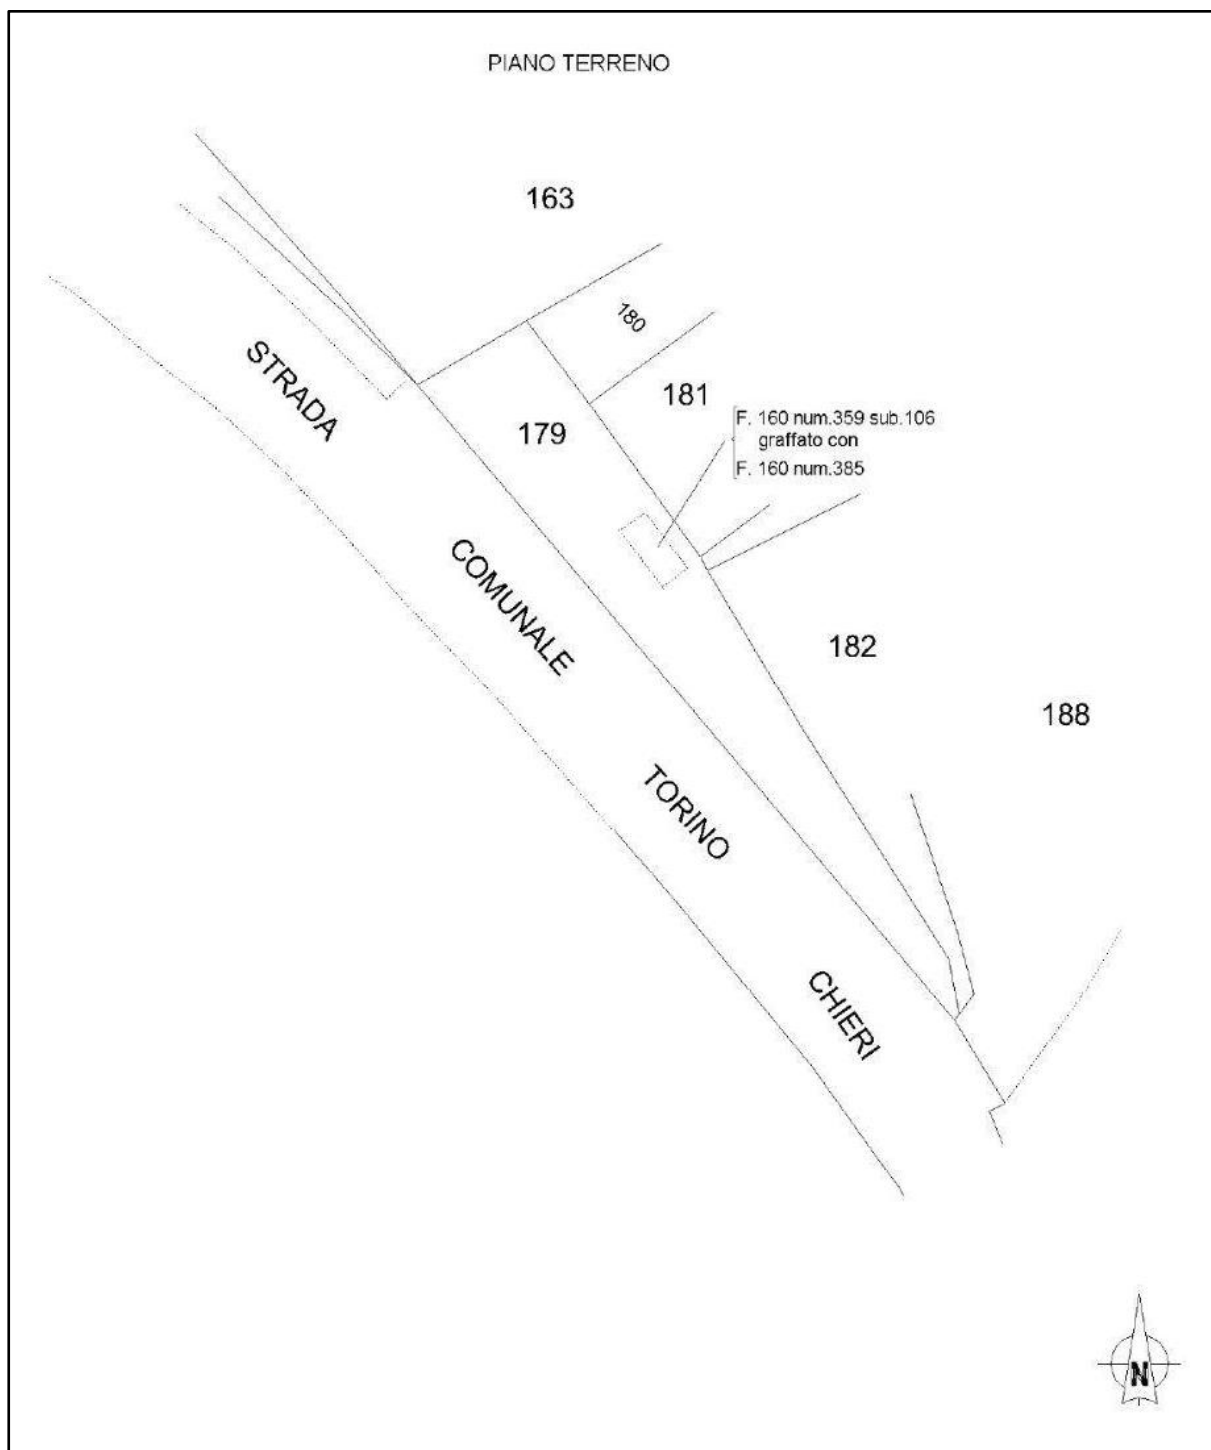 PIANO TERRENO
163
180
181
179
F. 160 num.359 sub.106
graffato con
F. 160 num.385
STRADA
COMUNALE
TORINO
CHIERI
182
188
N